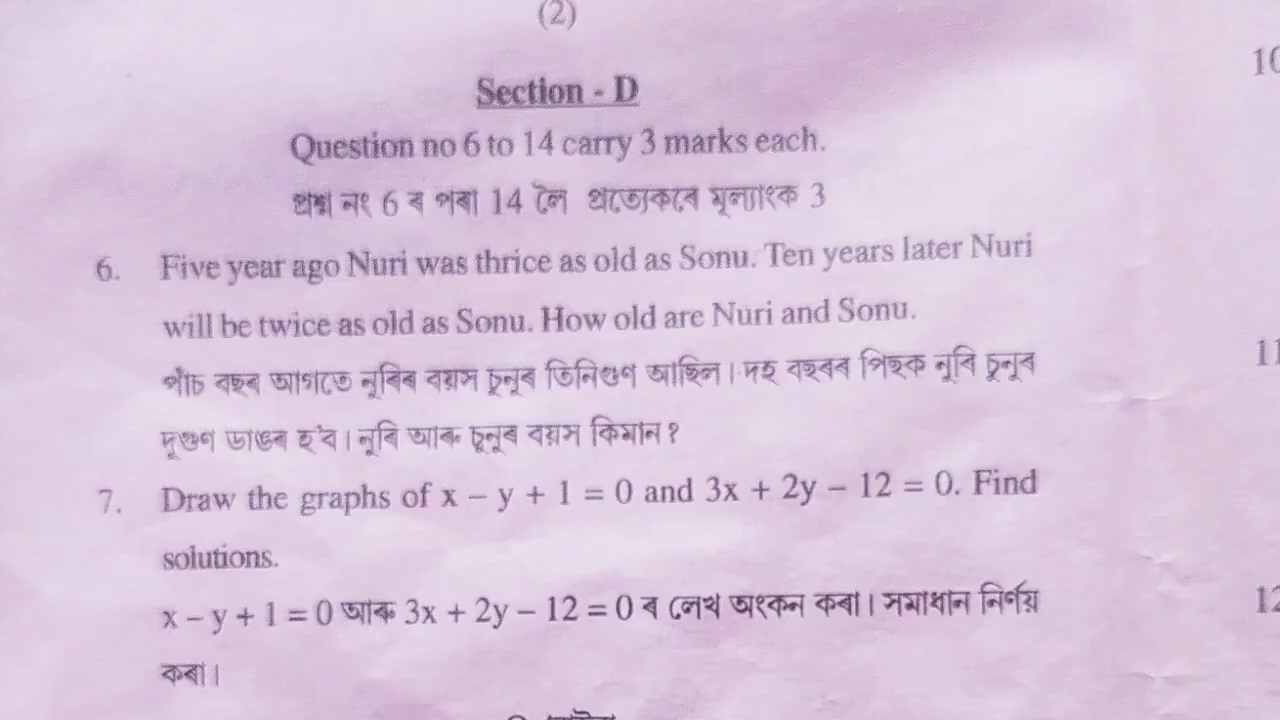 (2)
Section - D
Question no 6 to 14 carry 3 marks each.
প্ৰশ্ন নং 6 ৰ পৰা 14 লৈ প্ৰত্যেকৰে মূল্যাংক 3
6. Five year ago Nuri was thrice as old as Sonu. Ten years later Nuri
will be twice as old as Sonu. How old are Nuri and Sonu.
পাঁচ বছৰ আগতে নূৰিৰ বয়স চুনুৰ তিনিগুণ আছিল। দহ বছৰৰ পিছক নূৰি চুনুৰ
দুগুণ ডাঙৰ হ'ব। নূৰি আৰু চুনুৰ বয়স কিমান?
7. Draw the graphs of x – y + 1 = 0 and 3x + 2y – 12 = 0. Find
solutions.
x – y + 1 = 0 আৰু 3x + 2y – 12 = 0 ৰ লেখ অংকন কৰা। সমাধান নিৰ্ণয়
কৰা।
10
11
12